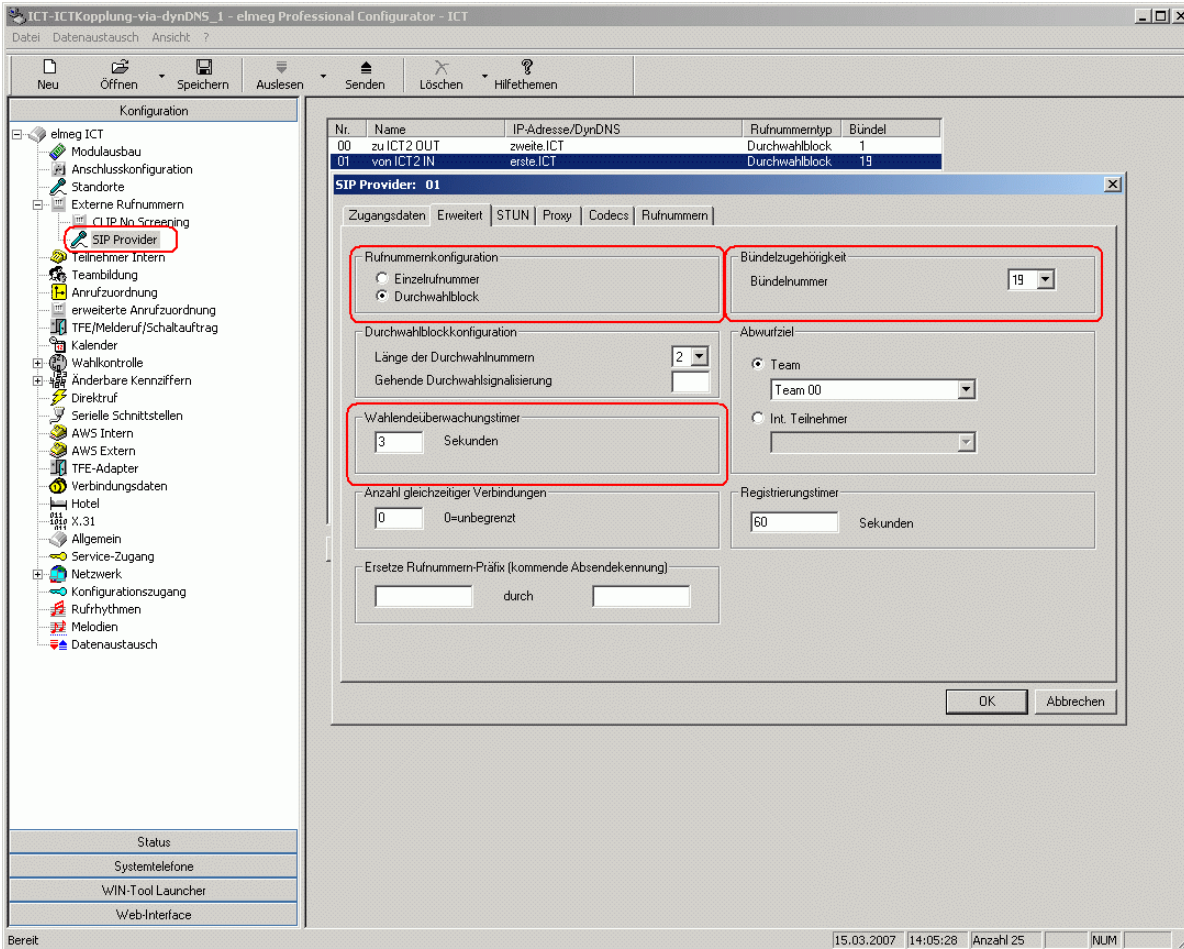 ICT-ICTKopplung-via-dynDNS_1 - elmeg Professional Configurator - ICT
Datei Datenaustausch Ansicht ?
Neu Öffnen Speichern Auslesen Senden Löschen Hilfethemen
Konfiguration
elmeg ICT
Modulausbau
Anschlusskonfiguration
Standorte
Externe Rufnummern
CLIP No Screening
SIP Provider
Teilnehmer Intern
Teambildung
Anrufzuordnung
erweiterte Anrufzuordnung
TFE/Melderuf/Schaltauftrag
Kalender
Wahlkontrolle
Änderbare Kennziffern
Direktruf
Serielle Schnittstellen
AWS Intern
AWS Extern
TFE-Adapter
Verbindungsdaten
Hotel
X.31
Allgemein
Service-Zugang
Netzwerk
Konfigurationszugang
Rufrhythmen
Melodien
Datenaustausch
Status
Systemtelefone
WIN-Tool Launcher
Web-Interface
Nr. Name IP-Adresse/DynDNS Rufnummerntyp Bündel
00 zu ICT2 OUT zweite.ICT Durchwahlblock 1
01 von ICT2 IN erste.ICT Durchwahlblock 19
SIP Provider: 01
Zugangsdaten Erweitert STUN Proxy Codecs Rufnummern
Rufnummernkonfiguration
Einzelrufnummer
Durchwahlblock
Bündelzugehörigkeit
Bündelnummer 19
Durchwahlblockkonfiguration
Länge der Durchwahlnummern 2
Gehende Durchwahlsignalisierung
Abwurfziel
Team
Team 00
Int. Teilnehmer
Wahlendeüberwachungstimer
3 Sekunden
Anzahl gleichzeitiger Verbindungen
0 0=unbegrenzt
Registrierungstimer
60 Sekunden
Ersetze Rufnummern-Präfix (kommende Absendekennung)
durch
OK Abbrechen
Bereit 15.03.2007 14:05:28 Anzahl 25 NUM